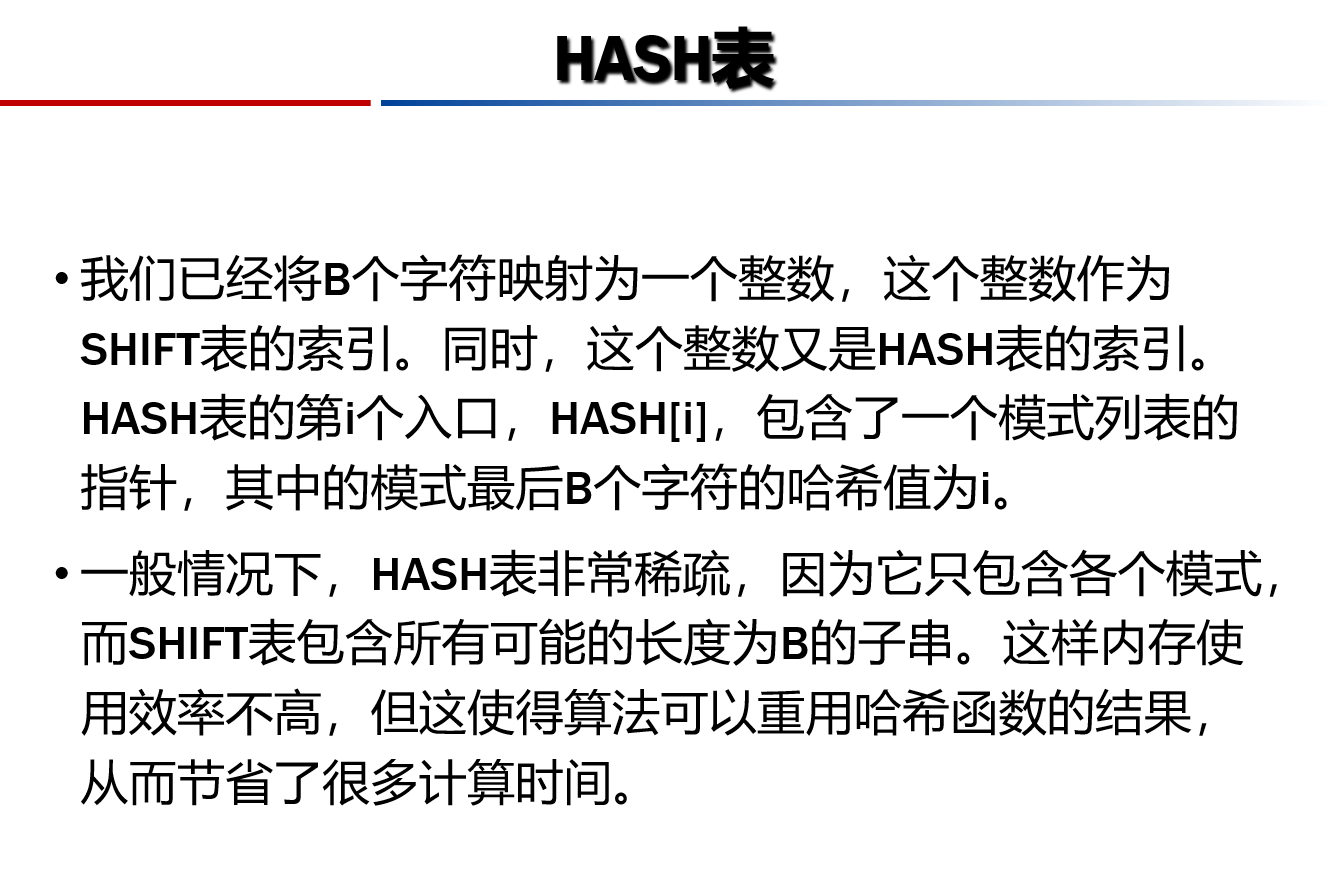 HASH表
• 我们已经将B个字符映射为一个整数，这个整数作为
SHIFT表的索引。同时，这个整数又是HASH表的索引。
HASH表的第i个入口，HASH[i]，包含了一个模式列表的
指针，其中的模式最后B个字符的哈希值为i。
• 一般情况下，HASH表非常稀疏，因为它只包含各个模式，
而SHIFT表包含所有可能的长度为B的子串。这样内存使
用效率不高，但这使得算法可以重用哈希函数的结果，
从而节省了很多计算时间。